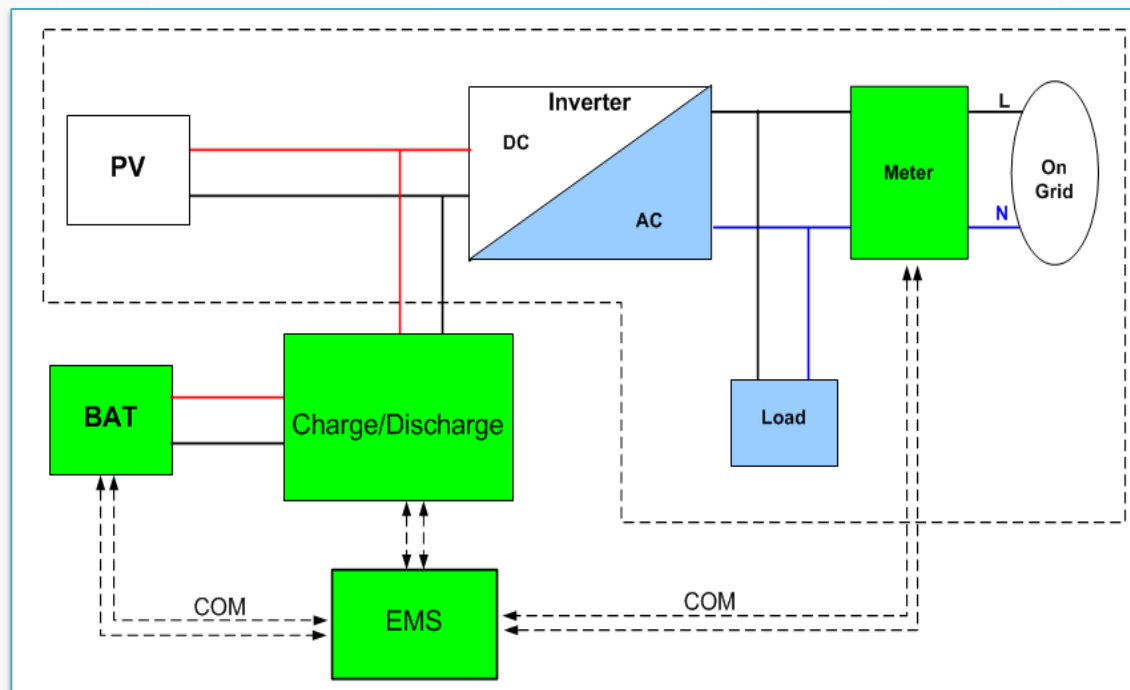 Inverter
DC
PV
AC
Meter
L
N
On
Grid
BAT
Charge/Discharge
Load
COM
EMS
COM